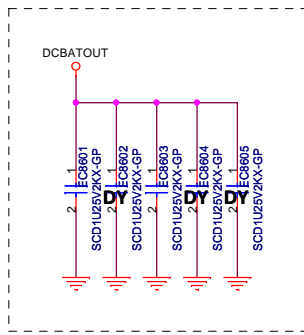 DCBATOUT
1
2
EC8601
SCD1U25V2KX-GP
1
2
DY
EC8602
SCD1U25V2KX-GP
1
2
EC8603
SCD1U25V2KX-GP
1
2
DY
EC8604
SCD1U25V2KX-GP
1
2
DY
EC8605
SCD1U25V2KX-GP